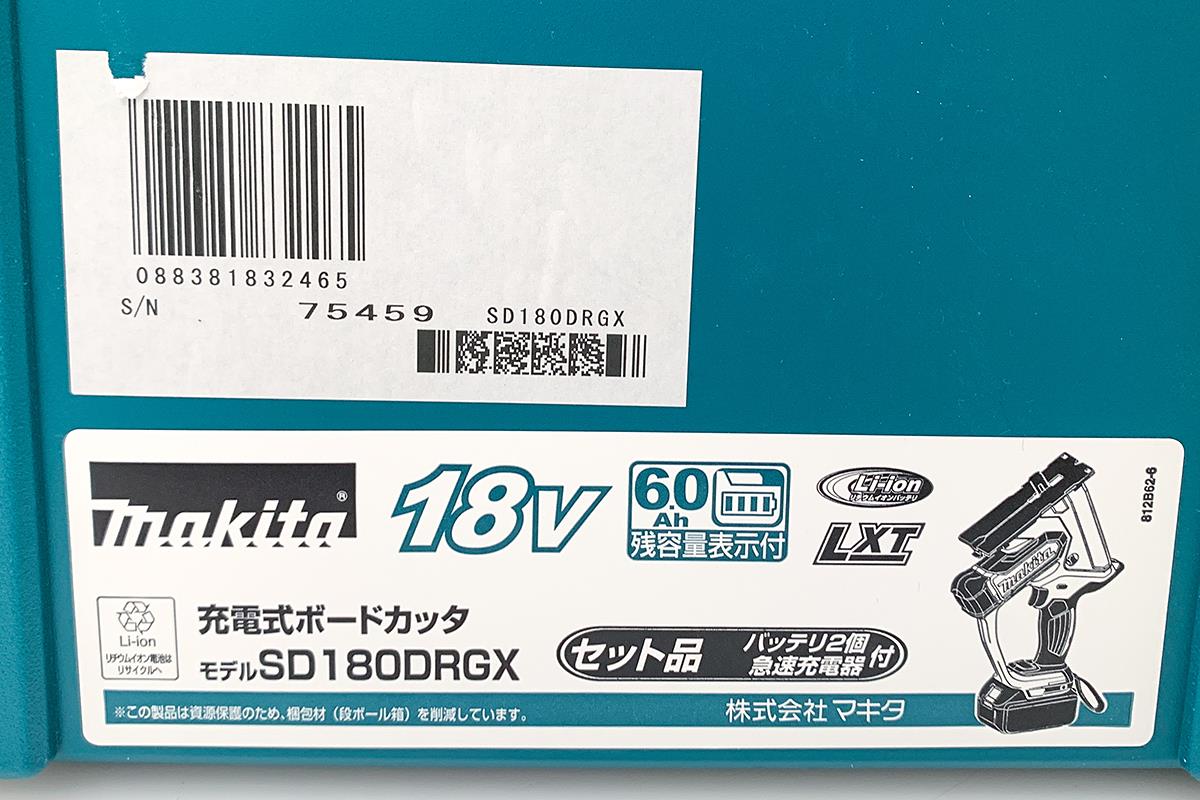 088381832465
S/N 75459 SD180DRGX
makita®
18V
6.0
Ah
残容量表示付
Li-ion
リチウムイオンバッテリ
LXT
812B62-6
makita
Li-ion
リチウムイオン電池は
リサイクルへ
充電式ボードカッタ
モデルSD180DRGX
セット品 バッテリ2個
急速充電器 付
※この製品は資源保護のため、梱包材（段ボール箱）を削減しています。
株式会社 マキタ